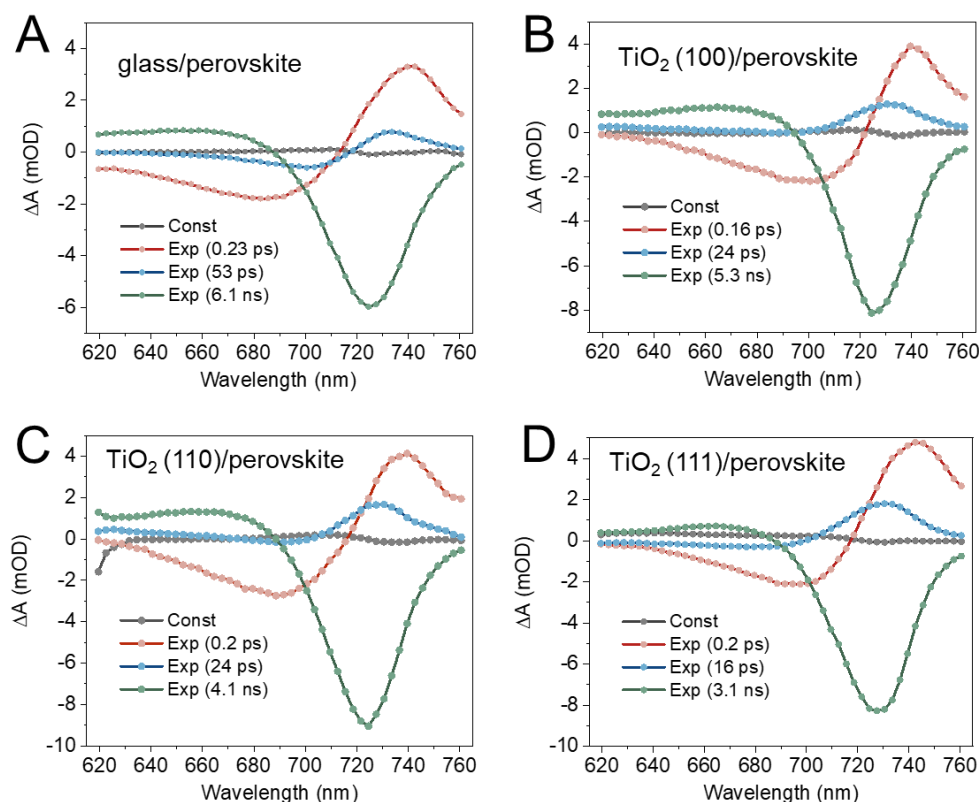 A
glass/perovskite
4
2
0
-2
-4
-6
ΔA (mOD)
Const
Exp (0.23 ps)
Exp (53 ps)
Exp (6.1 ns)
620 640 660 680 700 720 740 760
Wavelength (nm)
B
TiO₂ (100)/perovskite
4
2
0
-2
-4
-6
-8
ΔA (mOD)
Const
Exp (0.16 ps)
Exp (24 ps)
Exp (5.3 ns)
620 640 660 680 700 720 740 760
Wavelength (nm)
C
TiO₂ (110)/perovskite
4
2
0
-2
-4
-6
-8
-10
ΔA (mOD)
Const
Exp (0.2 ps)
Exp (24 ps)
Exp (4.1 ns)
620 640 660 680 700 720 740 760
Wavelength (nm)
D
TiO₂ (111)/perovskite
4
2
0
-2
-4
-6
-8
-10
ΔA (mOD)
Const
Exp (0.2 ps)
Exp (16 ps)
Exp (3.1 ns)
620 640 660 680 700 720 740 760
Wavelength (nm)